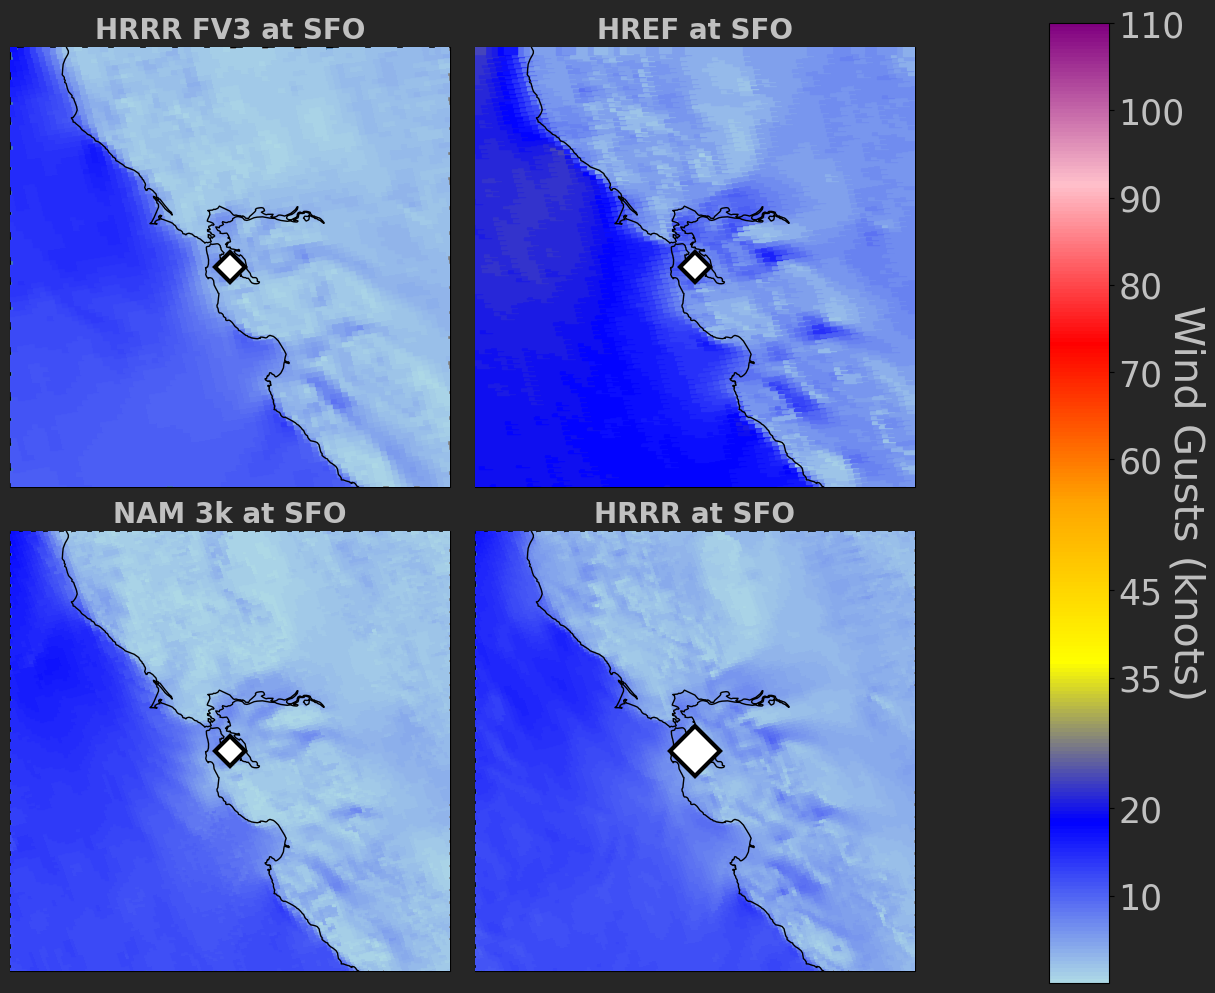 HRRR FV3 at SFO
HREF at SFO
NAM 3k at SFO
HRRR at SFO
110
100
90
80
70
60
45
35
20
10
Wind Gusts (knots)